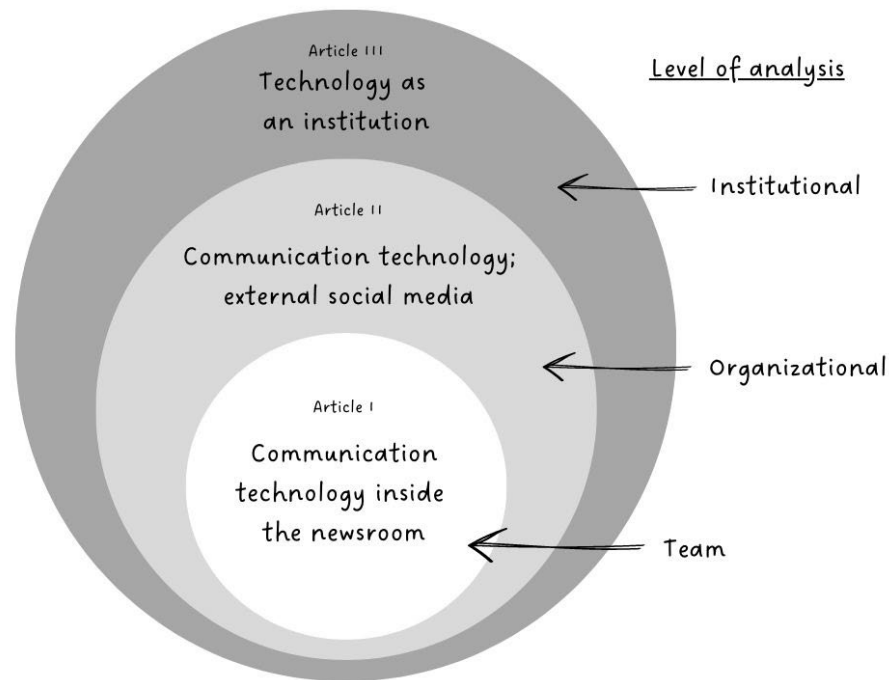 Article III
Technology as
an institution
Article II
Communication technology;
external social media
Article I
Communication
technology inside
the newsroom
Level of analysis
Institutional
Organizational
Team